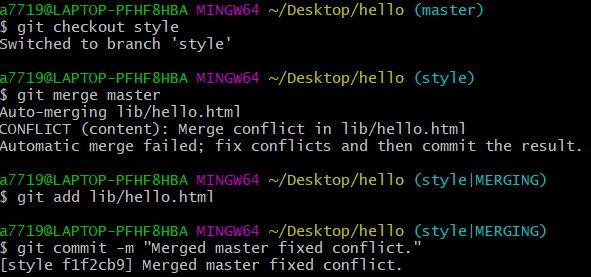 a7719@LAPTOP-PFHF8HBA MINGW64 ~/Desktop/hello (master)
$ git checkout style
Switched to branch 'style'
a7719@LAPTOP-PFHF8HBA MINGW64 ~/Desktop/hello (style)
$ git merge master
Auto-merging lib/hello.html
CONFLICT (content): Merge conflict in lib/hello.html
Automatic merge failed; fix conflicts and then commit the result.
a7719@LAPTOP-PFHF8HBA MINGW64 ~/Desktop/hello (style|MERGING)
$ git add lib/hello.html
a7719@LAPTOP-PFHF8HBA MINGW64 ~/Desktop/hello (style|MERGING)
$ git commit -m "Merged master fixed conflict."
[style f1f2cb9] Merged master fixed conflict.